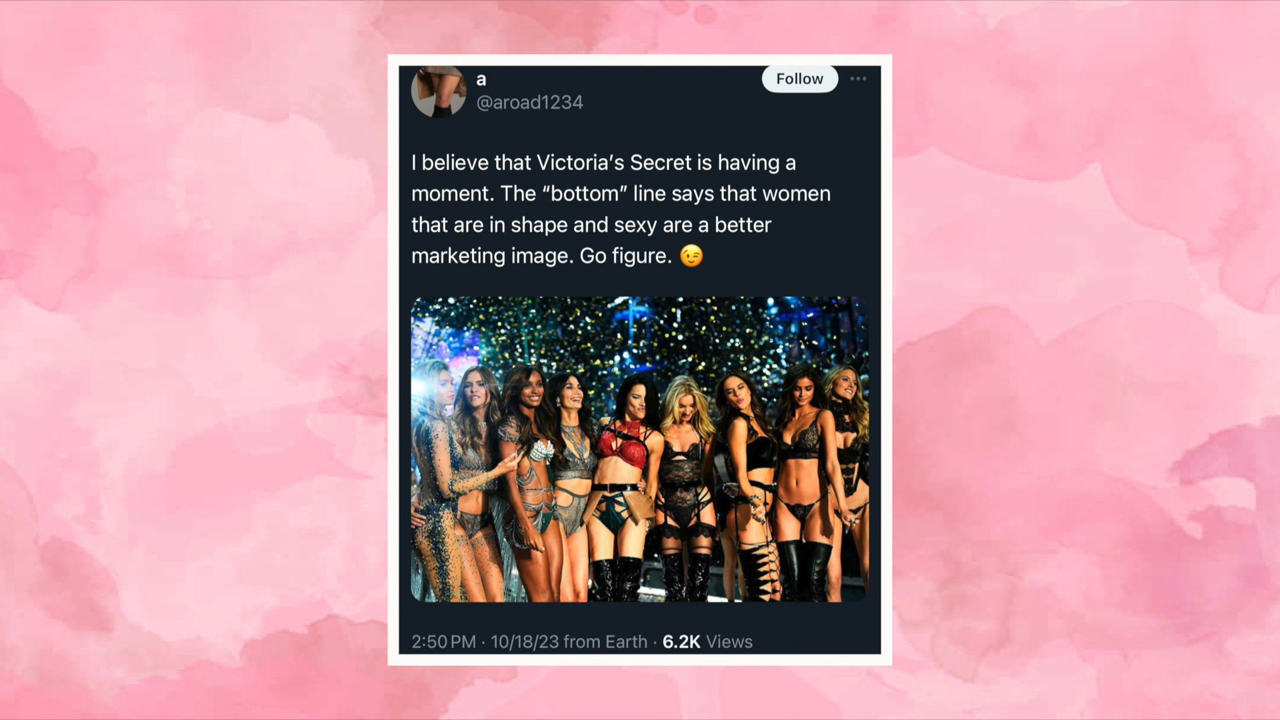 a
Follow
@aroad1234
I believe that Victoria's Secret is having a
moment. The “bottom” line says that women
that are in shape and sexy are a better
marketing image. Go figure. 😉
2:50 PM · 10/18/23 from Earth · 6.2K Views